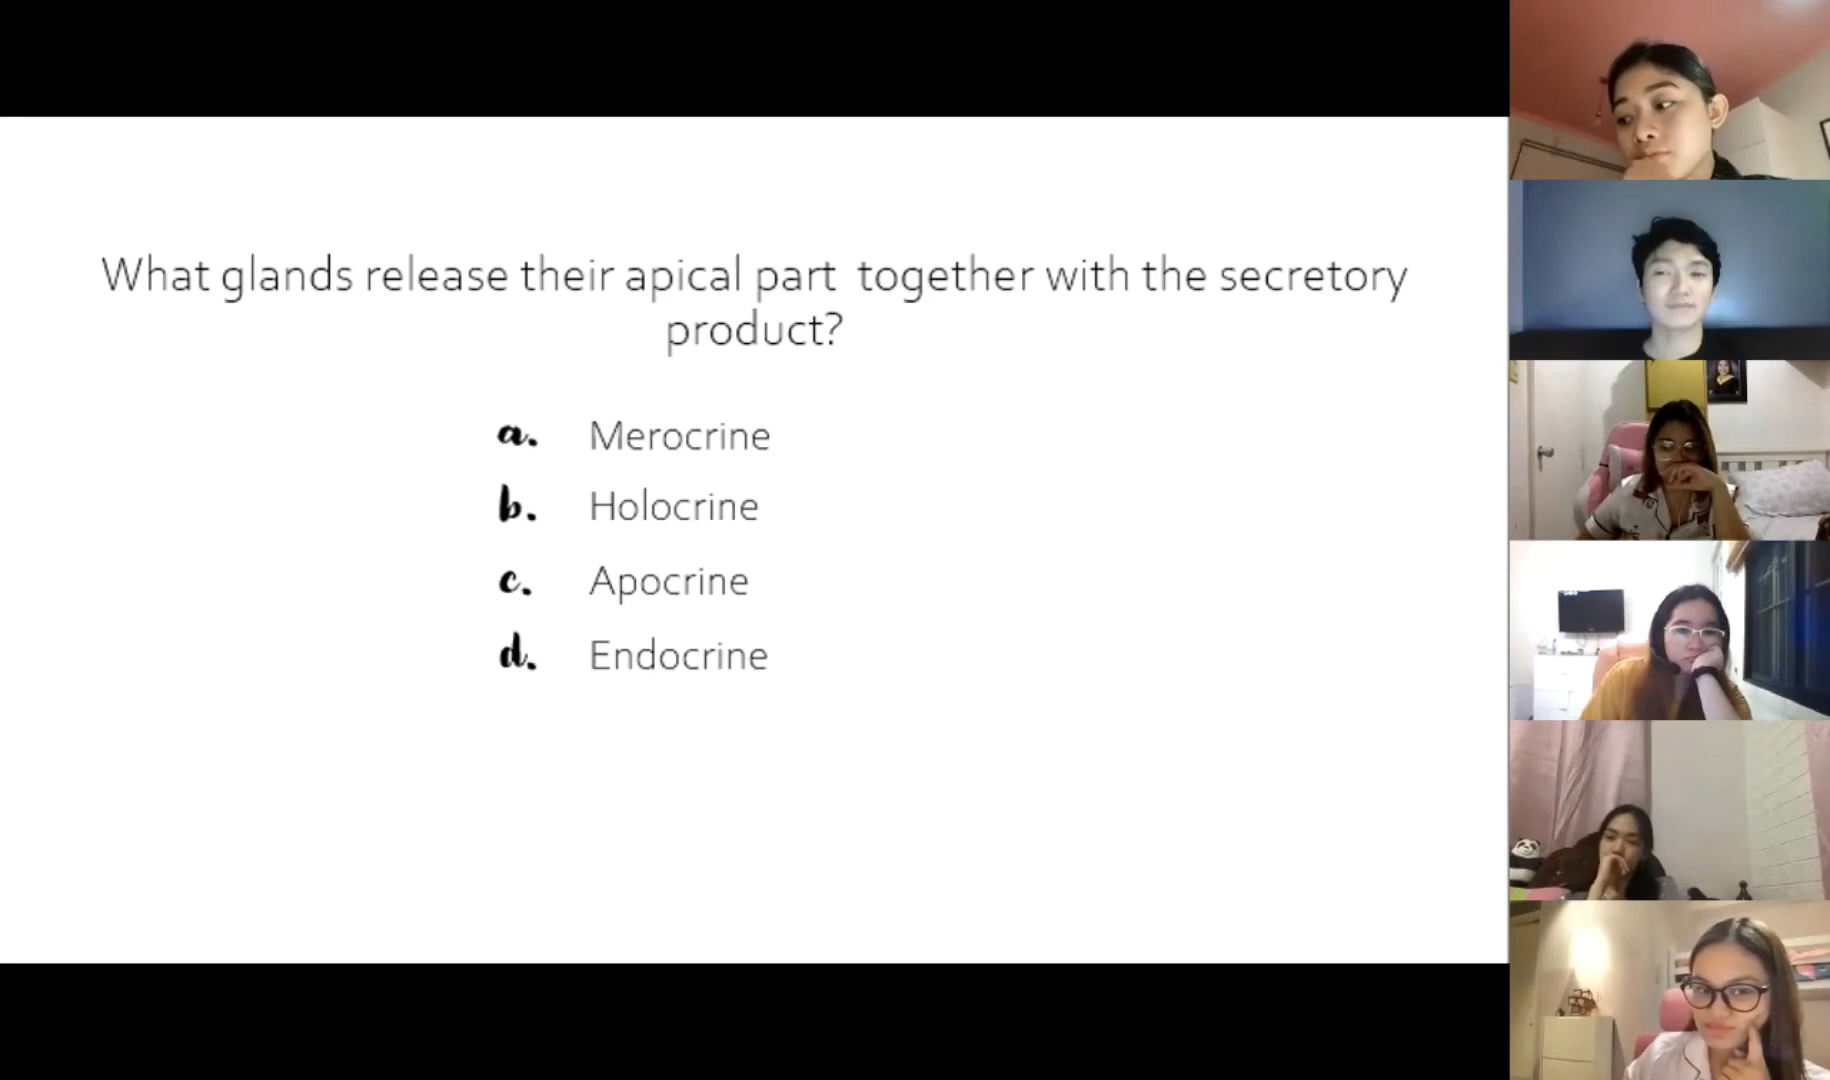 What glands release their apical part together with the secretory
product?
a. Merocrine
b. Holocrine
c. Apocrine
d. Endocrine